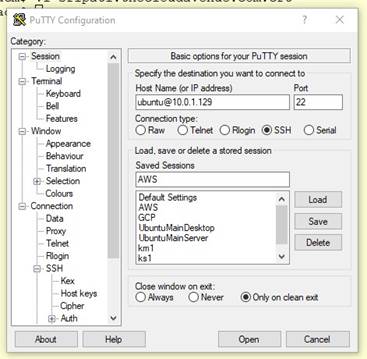 PuTTY Configuration
?
×
Category:
Session
Logging
Terminal
Keyboard
Bell
Features
Window
Appearance
Behaviour
Translation
Selection
Colours
Connection
Data
Proxy
Telnet
Rlogin
SSH
Kex
Host keys
Cipher
Auth
Basic options for your PuTTY session
Specify the destination you want to connect to
Host Name (or IP address) Port
ubuntu@10.0.1.129 22
Connection type:
Raw Telnet Rlogin SSH Serial
Load, save or delete a stored session
Saved Sessions
AWS
Default Settings
AWS
GCP
UbuntuMainDesktop
UbuntuMainServer
km1
ks1
Load
Save
Delete
Close window on exit:
Always Never Only on clean exit
About Help Open Cancel